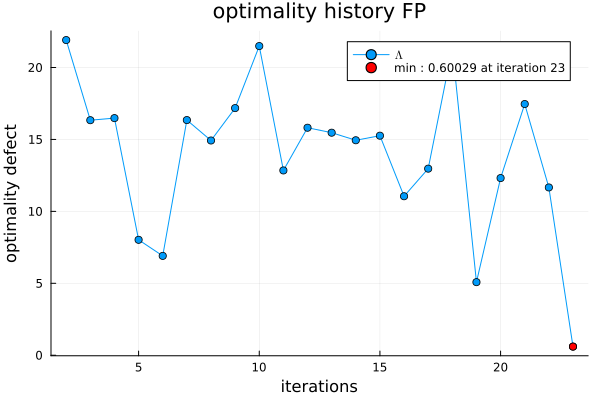 optimality history FP
Λ
min : 0.60029 at iteration 23
20
15
10
5
0
optimality defect
5
10
15
20
iterations